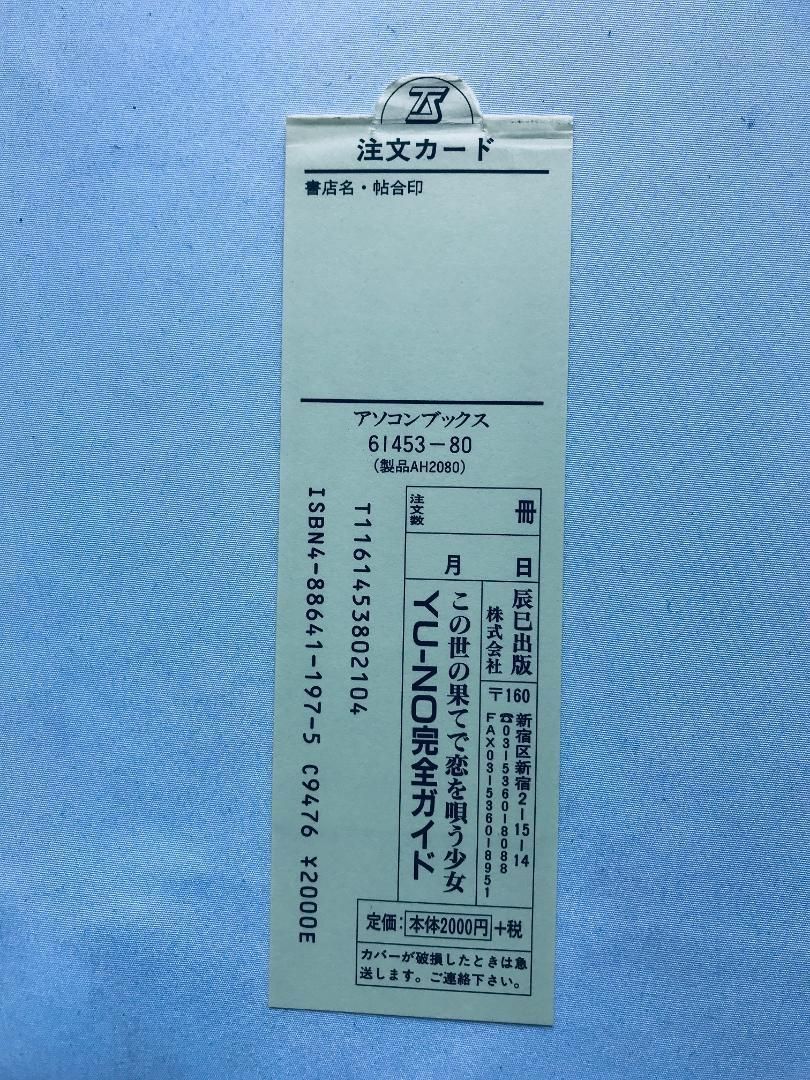 TS
注文カード
書店名・帖合印
アソコンブックス
61453-80
(製品AH2080)
注文数
冊
月 日
辰巳出版
株式会社
〒160
新宿区新宿2-15-14
☎03-5360-8088
FAX03-5360-8951
この世の果てで恋を唄う少女
YU-NO完全ガイド
T1161453802104
ISBN4-88641-197-5 C9476 ¥2000E
定価:本体2000円+税
カバーが破損したときは急
送します。ご連絡下さい。